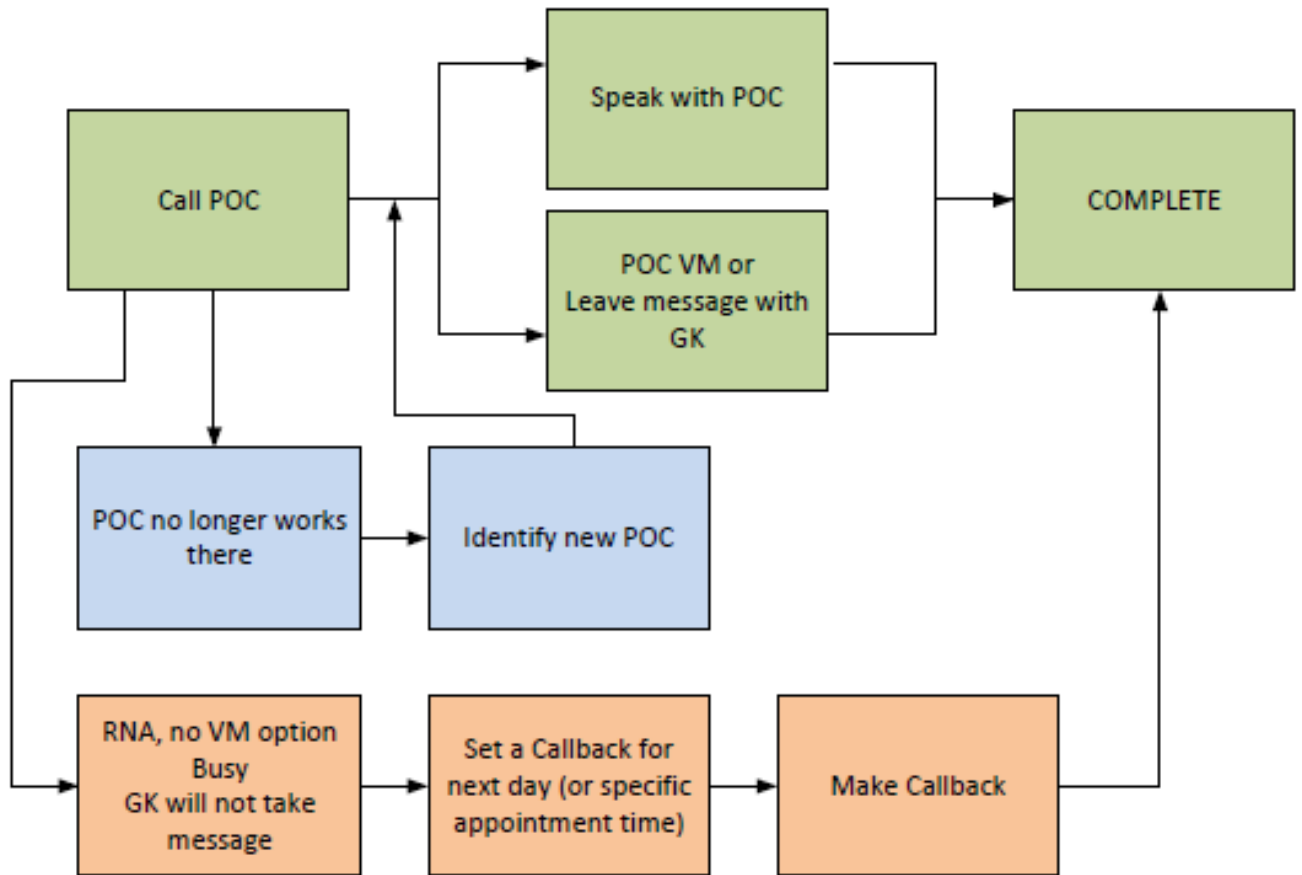 Speak with POC
Call POC
COMPLETE
POC VM or
Leave message with
GK
POC no longer works
there
Identify new POC
RNA, no VM option
Busy
GK will not take
message
Set a Callback for
next day (or specific
appointment time)
Make Callback